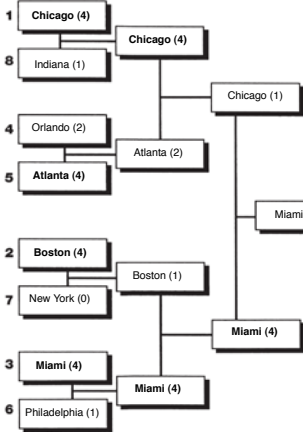 1 Chicago (4)
8 Indiana (1)
Chicago (4)
4 Orlando (2)
5 Atlanta (4)
Atlanta (2)
Chicago (1)
Miami
2 Boston (4)
7 New York (0)
Boston (1)
Miami (4)
3 Miami (4)
6 Philadelphia (1)
Miami (4)